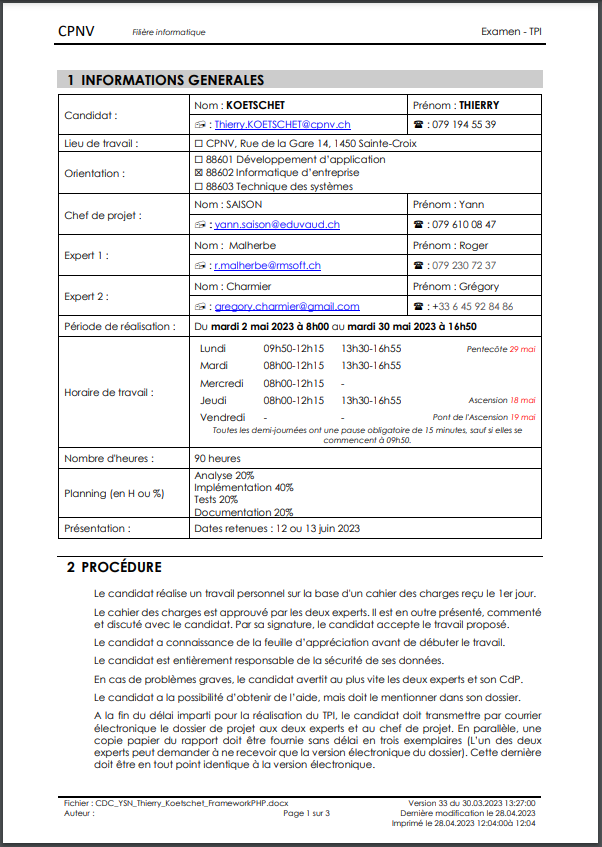 CPNV Filière informatique Examen - TPI
1 INFORMATIONS GENERALES
Candidat :
Nom : KOETSCHET Prénom : THIERRY
🖃 : Thierry.KOETSCHET@cpnv.ch ☎ : 079 194 55 39
Lieu de travail : ☐ CPNV, Rue de la Gare 14, 1450 Sainte-Croix
Orientation :
☐ 88601 Développement d'application
☒ 88602 Informatique d'entreprise
☐ 88603 Technique des systèmes
Chef de projet :
Nom : SAISON Prénom : Yann
🖃 : yann.saison@eduvaud.ch ☎ : 079 610 08 47
Expert 1 :
Nom : Malherbe Prénom : Roger
🖃 : r.malherbe@rmsoft.ch ☎ : 079 230 72 37
Expert 2 :
Nom : Charmier Prénom : Grégory
🖃 : gregory.charmier@gmail.com ☎ : +33 6 45 92 84 86
Période de réalisation : Du mardi 2 mai 2023 à 8h00 au mardi 30 mai 2023 à 16h50
Horaire de travail :
Lundi 09h50-12h15 13h30-16h55 Pentecôte 29 mai
Mardi 08h00-12h15 13h30-16h55
Mercredi 08h00-12h15 -
Jeudi 08h00-12h15 13h30-16h55 Ascension 18 mai
Vendredi - - Pont de l'Ascension 19 mai
Toutes les demi-journées ont une pause obligatoire de 15 minutes, sauf si elles se
commencent à 09h50.
Nombre d'heures : 90 heures
Planning (en H ou %)
Analyse 20%
Implémentation 40%
Tests 20%
Documentation 20%
Présentation : Dates retenues : 12 ou 13 juin 2023
2 PROCÉDURE
Le candidat réalise un travail personnel sur la base d'un cahier des charges reçu le 1er jour.
Le cahier des charges est approuvé par les deux experts. Il est en outre présenté, commenté
et discuté avec le candidat. Par sa signature, le candidat accepte le travail proposé.
Le candidat a connaissance de la feuille d'appréciation avant de débuter le travail.
Le candidat est entièrement responsable de la sécurité de ses données.
En cas de problèmes graves, le candidat avertit au plus vite les deux experts et son CdP.
Le candidat a la possibilité d'obtenir de l'aide, mais doit le mentionner dans son dossier.
A la fin du délai imparti pour la réalisation du TPI, le candidat doit transmettre par courrier
électronique le dossier de projet aux deux experts et au chef de projet. En parallèle, une
copie papier du rapport doit être fournie sans délai en trois exemplaires (L'un des deux
experts peut demander à ne recevoir que la version électronique du dossier). Cette dernière
doit être en tout point identique à la version électronique.
Fichier : CDC_YSN_Thierry_Koetschet_FrameworkPHP.docx Version 33 du 30.03.2023 13:27:00
Auteur : Page 1 sur 3 Dernière modification le 28.04.2023
Imprimé le 28.04.2023 12:04:00à 12:04